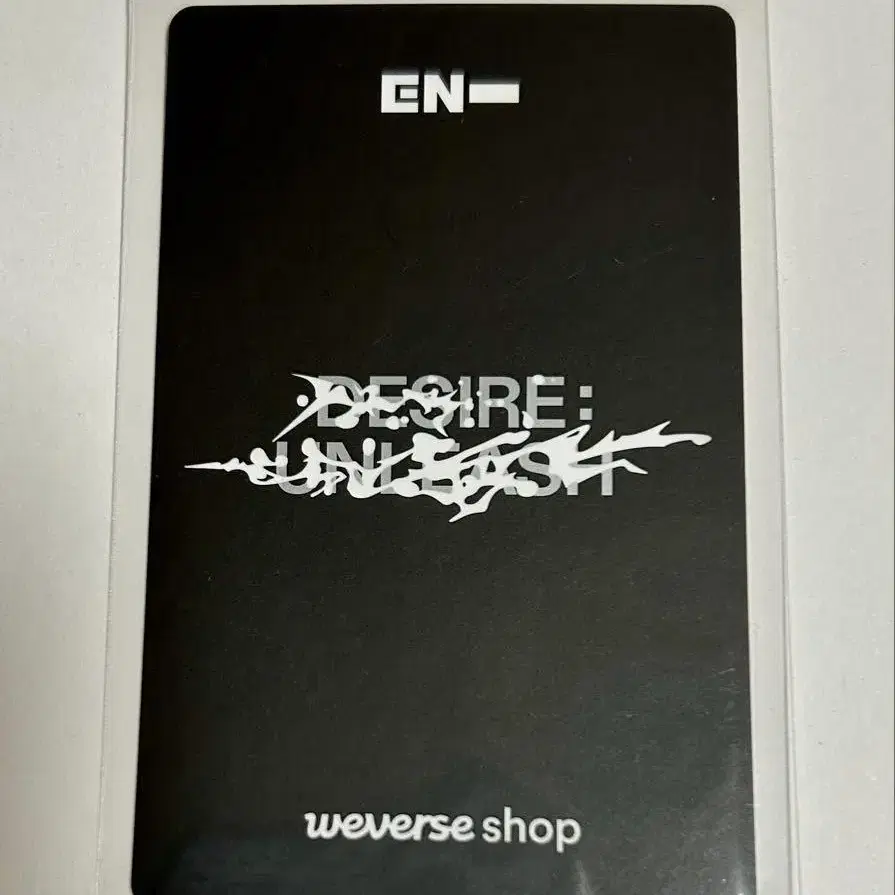 EN-
DESIRE:
UNLEASH
weverse shop